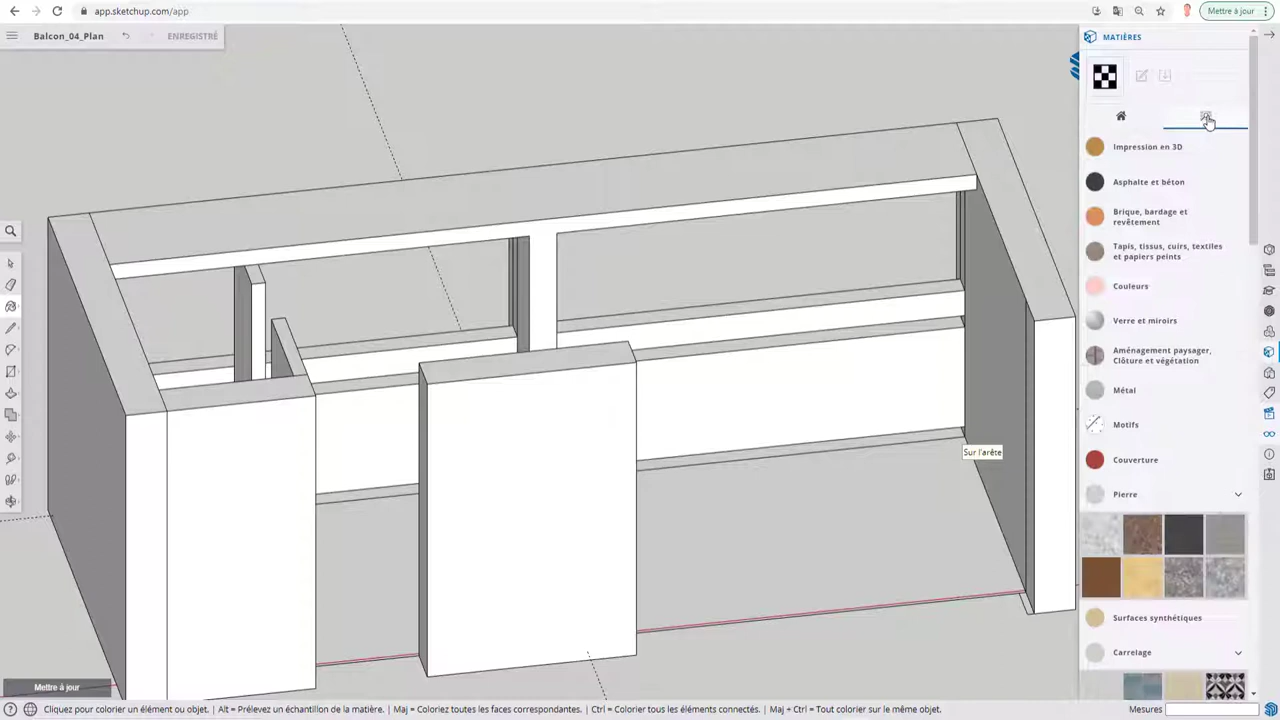 app.sketchup.com/app
Mettre à jour
Balcon_04_Plan
ENREGISTRÉ
MATIÈRES
Impression en 3D
Asphalte et béton
Brique, bardage et
revêtement
Tapis, tissus, cuirs, textiles
et papiers peints
Couleurs
Verre et miroirs
Aménagement paysager,
Clôture et végétation
Métal
Motifs
Couverture
Pierre
Surfaces synthétiques
Carrelage
Sur l'arête
Mettre à jour
Cliquez pour colorier un élément ou objet. | Alt = Prélevez un échantillon de la matière. | Maj = Coloriez toutes les faces correspondantes. | Ctrl = Colorier tous les éléments connectés. | Maj + Ctrl = Tout colorier sur le même objet.
Mesures